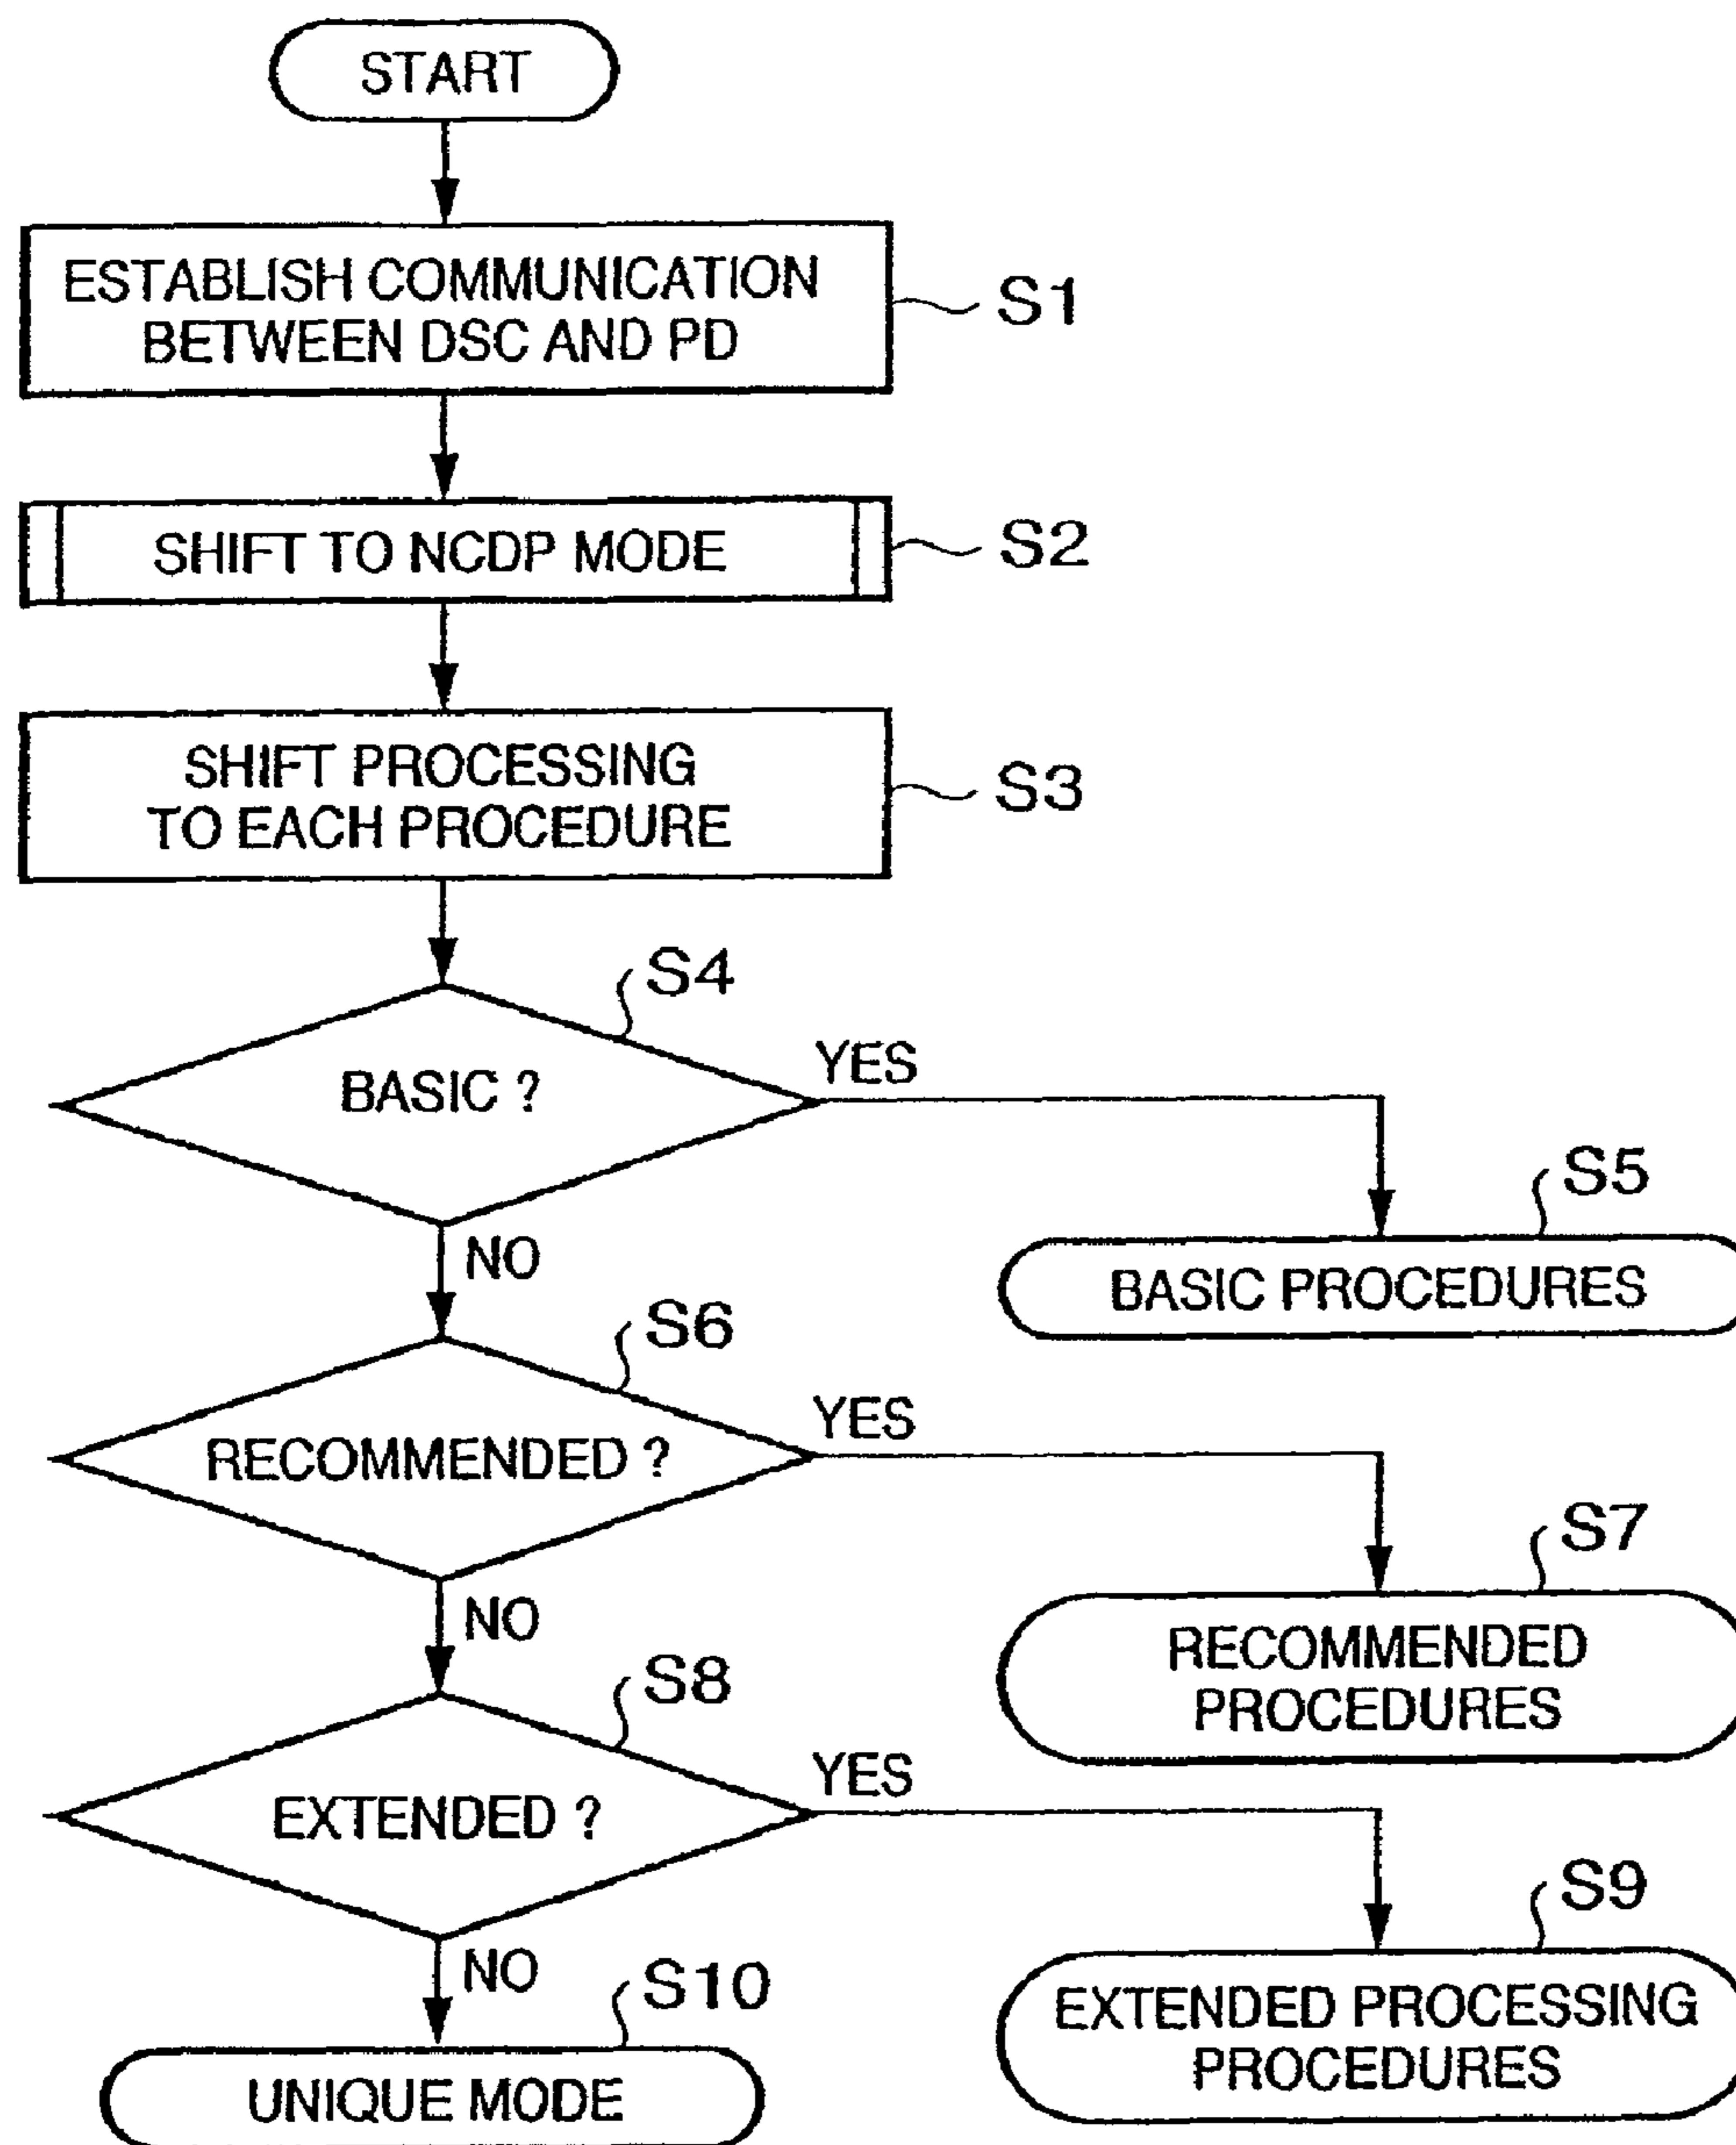 START
ESTABLISH COMMUNICATION
BETWEEN DSC AND PD
S1
SHIFT TO NCDP MODE
S2
SHIFT PROCESSING
TO EACH PROCEDURE
S3
S4
BASIC ?
YES
S5
BASIC PROCEDURES
NO
S6
RECOMMENDED ?
YES
S7
RECOMMENDED
PROCEDURES
NO
S8
EXTENDED ?
YES
S9
EXTENDED PROCESSING
PROCEDURES
NO
S10
UNIQUE MODE